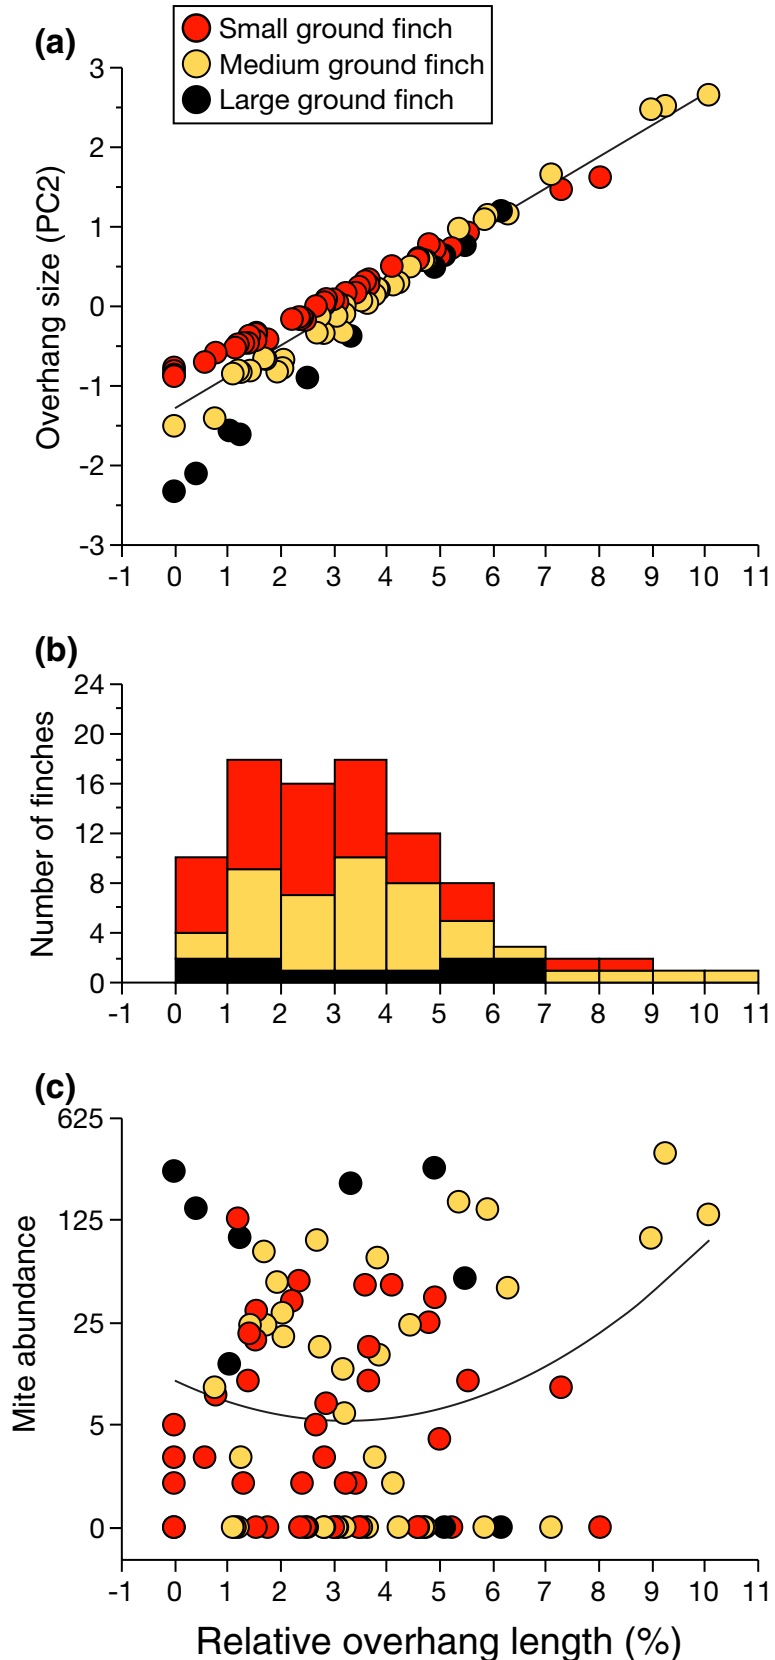 (a)
Small ground finch
Medium ground finch
Large ground finch
Overhang size (PC2)
3
2
1
0
-1
-2
-3
-1 0 1 2 3 4 5 6 7 8 9 10 11
(b)
Number of finches
24
20
16
12
8
4
0
-1 0 1 2 3 4 5 6 7 8 9 10 11
(c)
Mite abundance
625
125
25
5
0
-1 0 1 2 3 4 5 6 7 8 9 10 11
Relative overhang length (%)